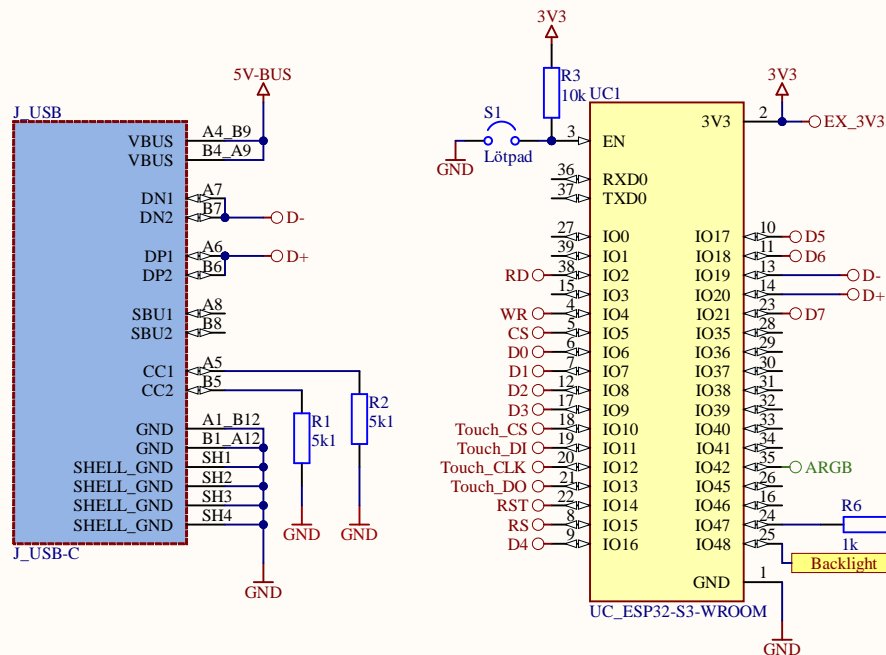 J_USB
5V-BUS
VBUS A4_B9
VBUS B4_A9
DN1 A7
DN2 B7 D-
DP1 A6 D+
DP2 B6
SBU1 A8
SBU2 B8
CC1 A5
CC2 B5
R1
5k1
R2
5k1
GND A1_B12
GND B1_A12
SHELL_GND SH1
SHELL_GND SH2
SHELL_GND SH3
SHELL_GND SH4
GND
GND
GND
J_USB-C
3V3
R3
10k
S1
Lötpad
GND
UC1
3 EN
36 RXD0
37 TXD0
27 IO0
39 IO1
RD 38 IO2
15 IO3
WR 4 IO4
CS 5 IO5
D0 6 IO6
D1 7 IO7
D2 12 IO8
D3 17 IO9
Touch_CS 18 IO10
Touch_DI 19 IO11
Touch_CLK 20 IO12
Touch_DO 21 IO13
RST 22 IO14
RS 8 IO15
D4 9 IO16
3V3
3V3 2 EX_3V3
IO17 10 D5
IO18 11 D6
IO19 13 D-
IO20 14 D+
IO21 23 D7
IO35 28
IO36 29
IO37 30
IO38 31
IO39 32
IO40 33
IO41 34
IO42 35 ARGB
IO45 26
IO46 16
IO47 24
R6
1k
IO48 25 Backlight
GND 1
GND
UC_ESP32-S3-WROOM